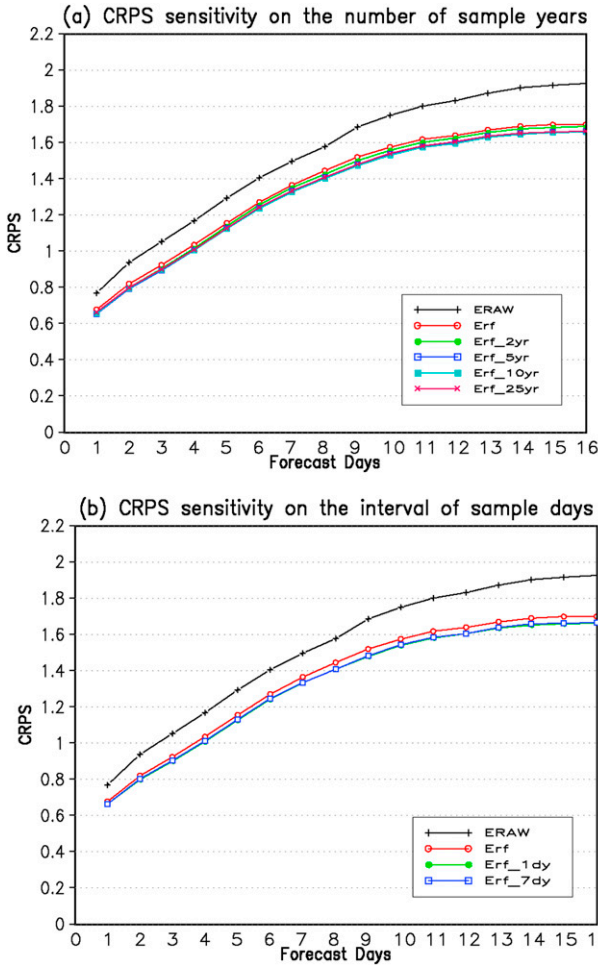 (a) CRPS sensitivity on the number of sample years
2.2
2
1.8
1.6
1.4
1.2
1
0.8
0.6
0.4
0.2
0
CRPS
ERAW
Erf
Erf_2yr
Erf_5yr
Erf_10yr
Erf_25yr
0 1 2 3 4 5 6 7 8 9 10 11 12 13 14 15 16
Forecast Days
(b) CRPS sensitivity on the interval of sample days
2.2
2
1.8
1.6
1.4
1.2
1
0.8
0.6
0.4
0.2
0
CRPS
ERAW
Erf
Erf_1dy
Erf_7dy
0 1 2 3 4 5 6 7 8 9 10 11 12 13 14 15 1
Forecast Days